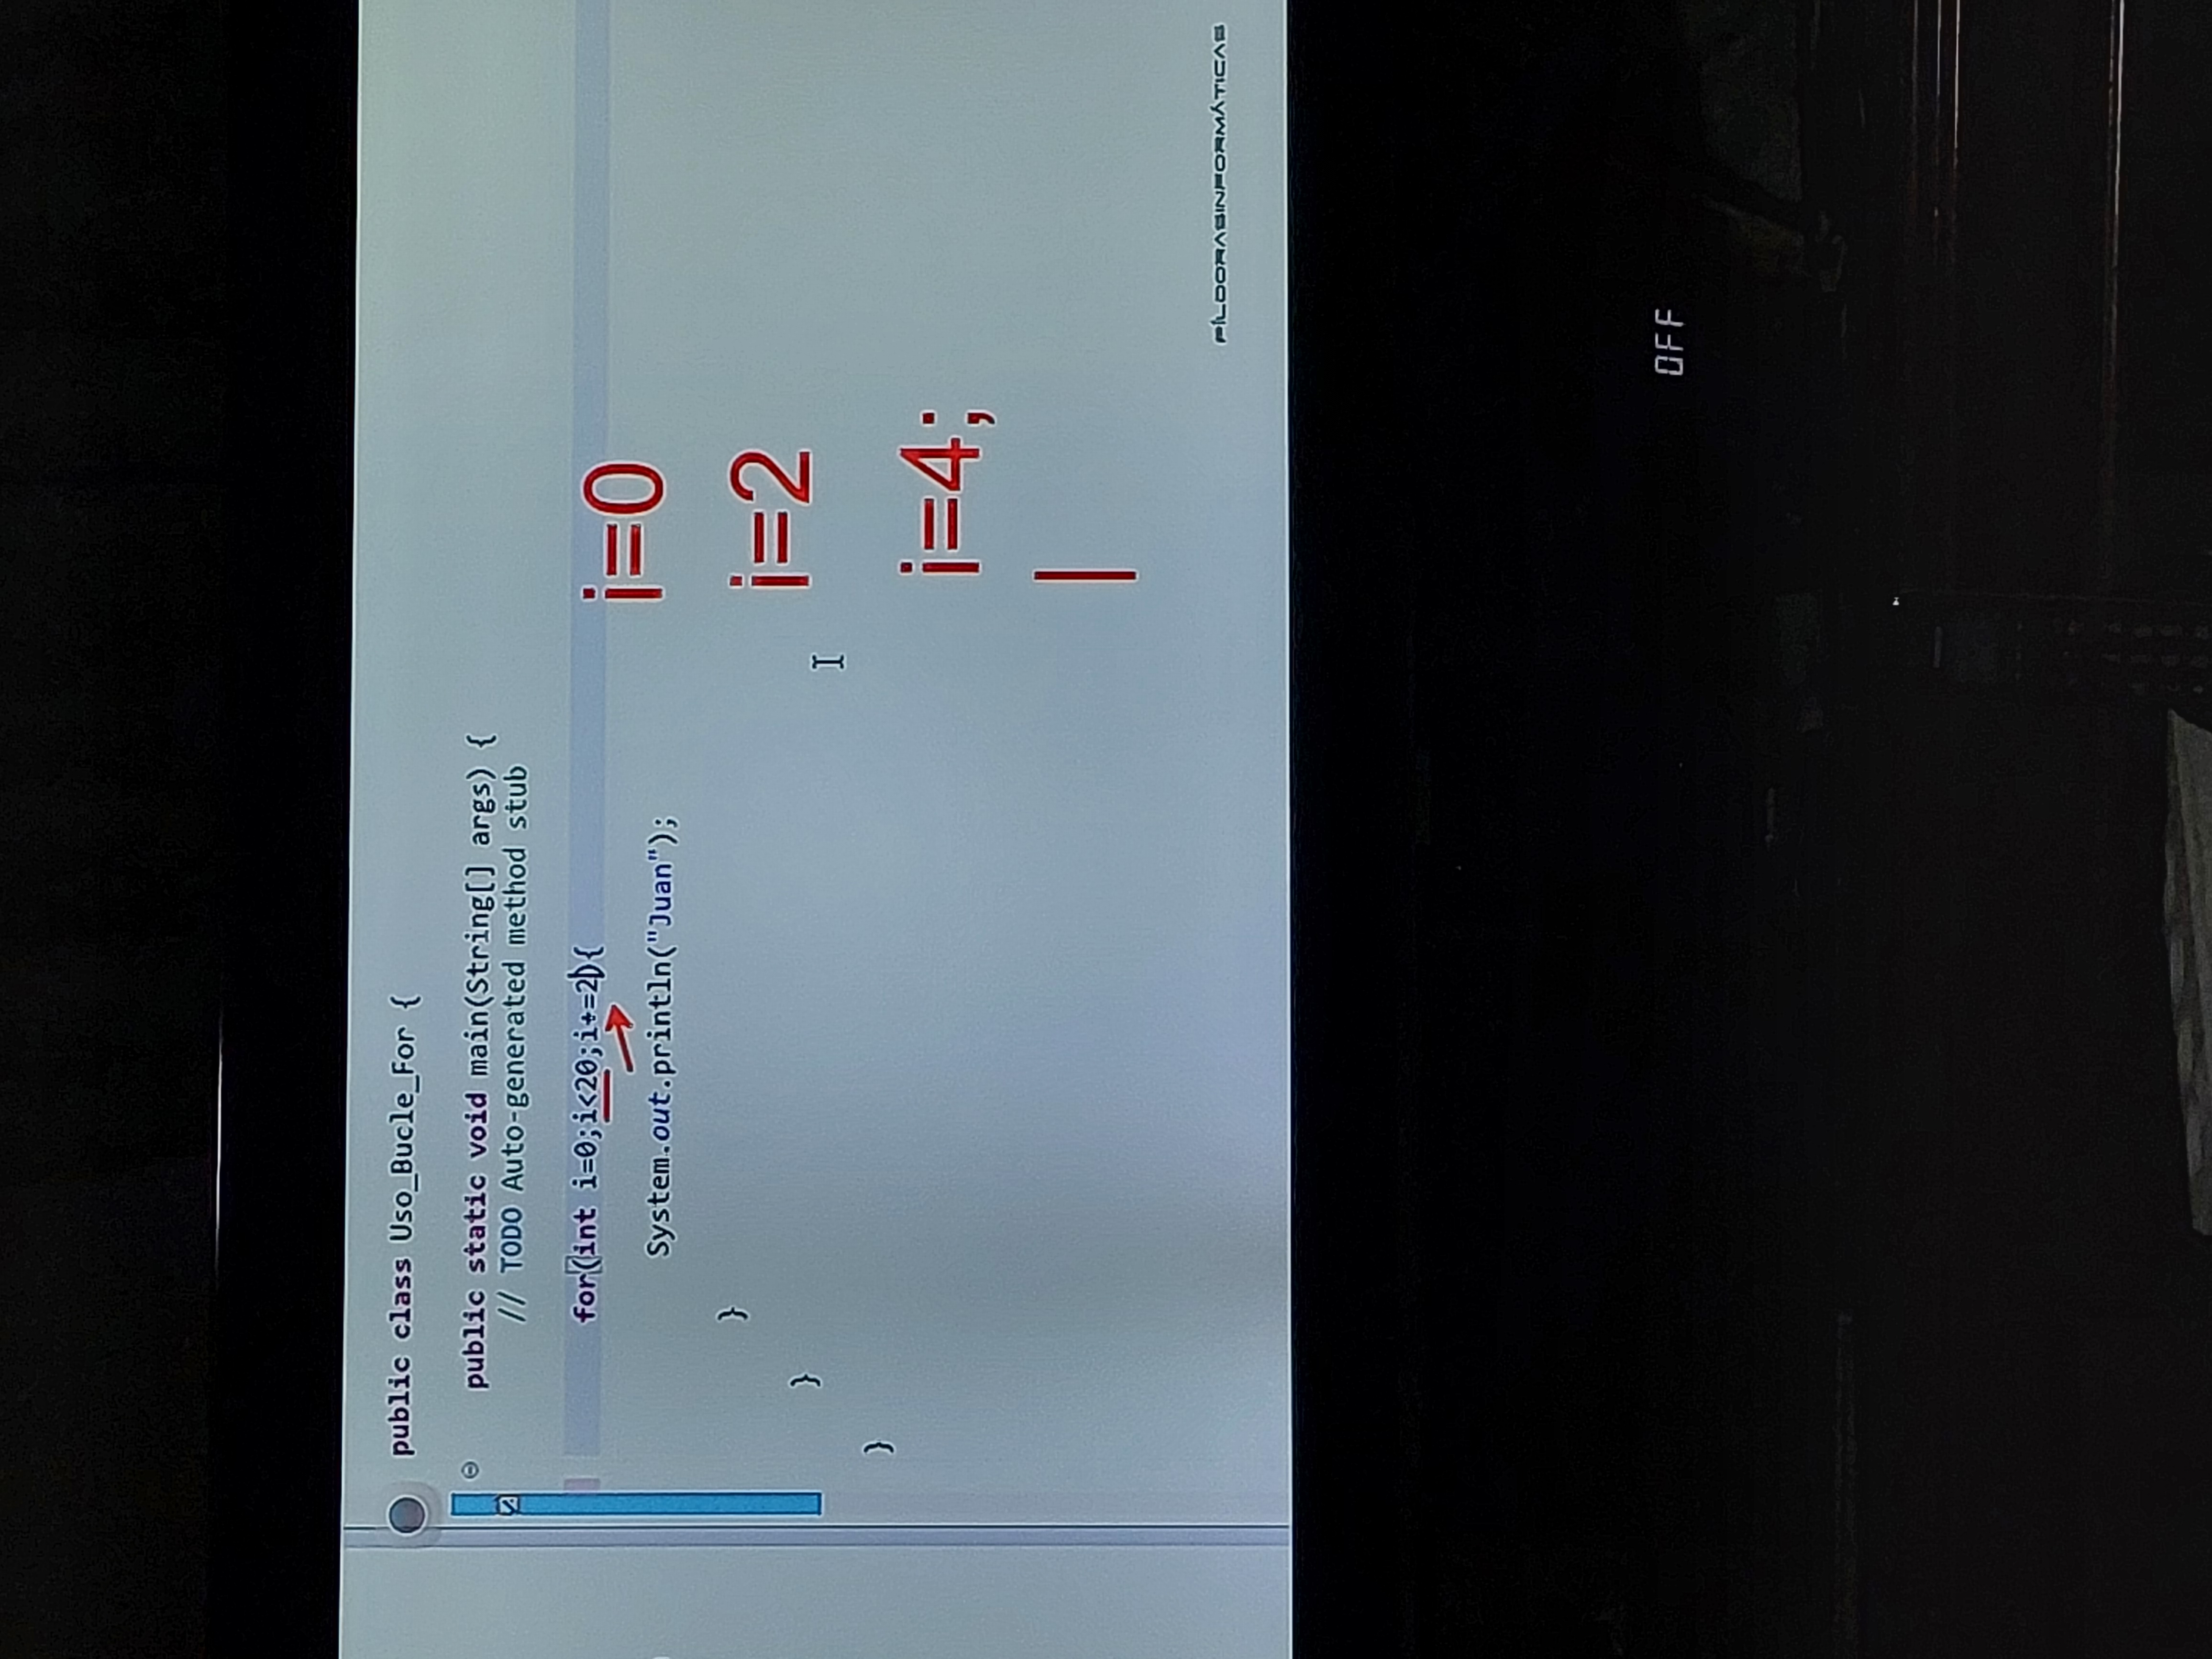 public class Uso_Bucle_For {
public static void main(String[] args) {
// TODO Auto-generated method stub
for(int i=0;i<20;i+=2){
System.out.println("Juan");
}
}
}
i=0
i=2
i=4;
PÍLDORASINFORMÁTICAS
OFF